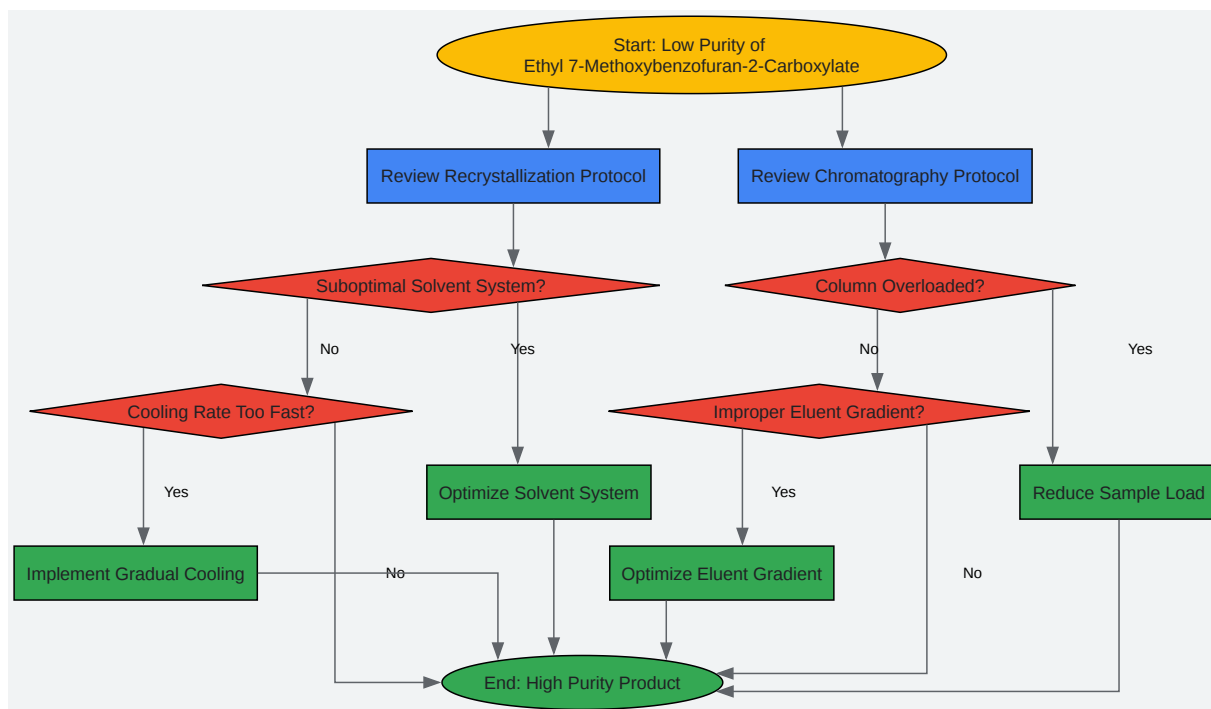 Start: Low Purity of
Ethyl 7-Methoxybenzofuran-2-Carboxylate
Review Recrystallization Protocol
Review Chromatography Protocol
Suboptimal Solvent System?
Column Overloaded?
No
Yes
No
Yes
Cooling Rate Too Fast?
Improper Eluent Gradient?
Yes
Optimize Solvent System
Yes
Reduce Sample Load
Implement Gradual Cooling
No
Optimize Eluent Gradient
No
End: High Purity Product